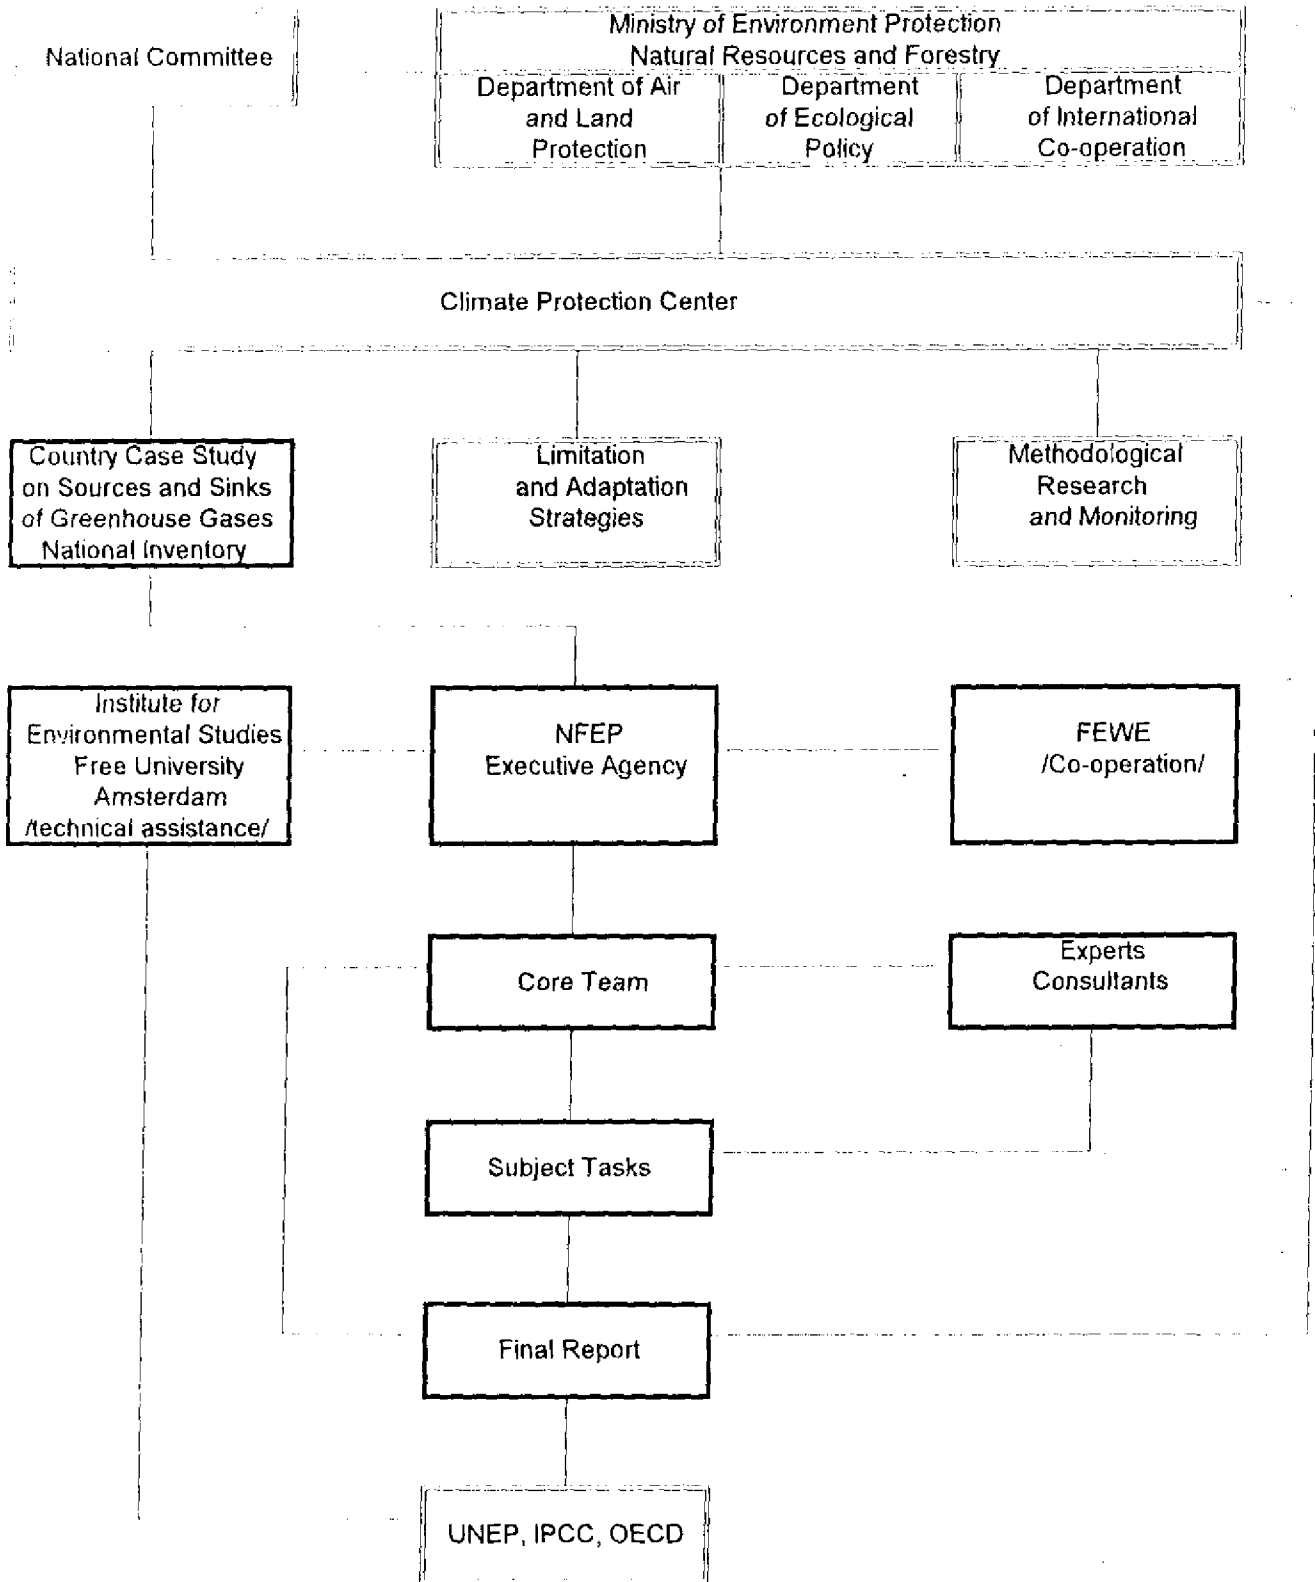 National Committee
Ministry of Environment Protection
Natural Resources and Forestry
Department of Air
and Land
Protection
Department
of Ecological
Policy
Department
of International
Co-operation
Climate Protection Center
Country Case Study
on Sources and Sinks
of Greenhouse Gases
National Inventory
Limitation
and Adaptation
Strategies
Methodological
Research
and Monitoring
Institute for
Environmental Studies
Free University
Amsterdam
/technical assistance/
NFEP
Executive Agency
FEWE
/Co-operation/
Core Team
Experts
Consultants
Subject Tasks
Final Report
UNEP, IPCC, OECD